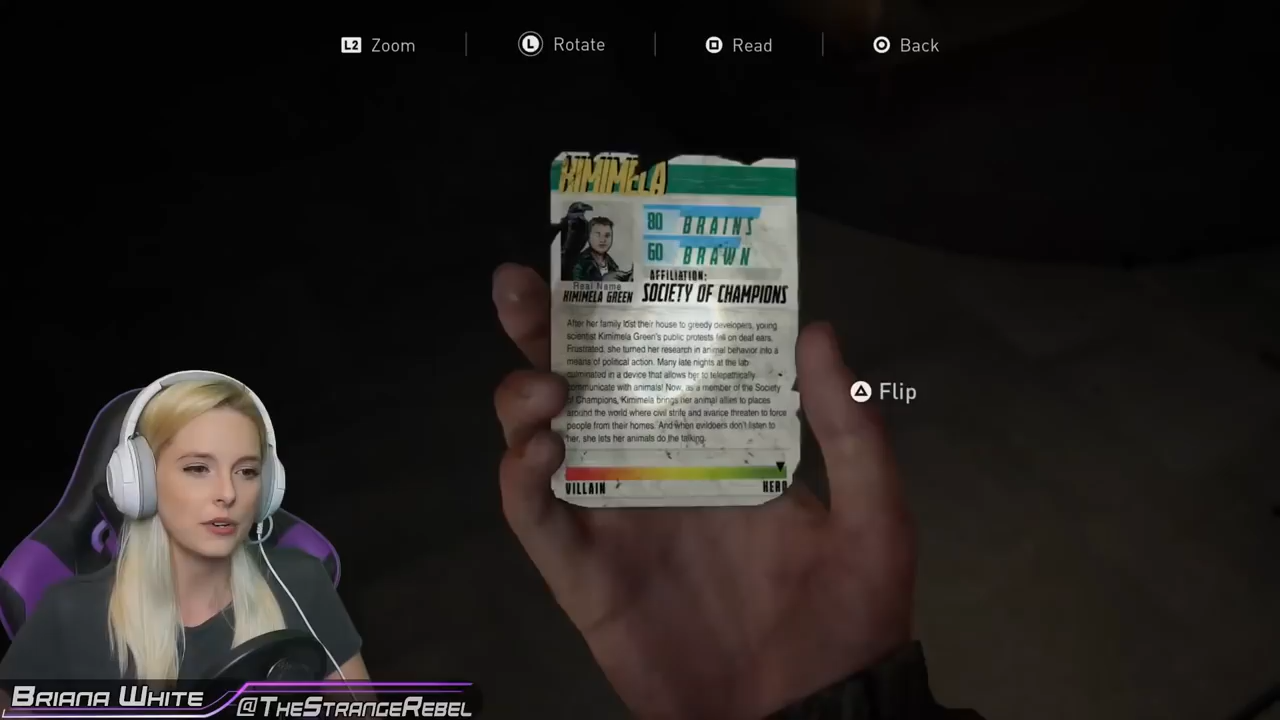 L2 Zoom L Rotate Read Back
KIMIMELA
80 BRAINS
60 BRAWN
AFFILIATION:
SOCIETY OF CHAMPIONS
Real Name
KIMIMELA GREEN
After her family lost their house to greedy developers, young
scientist Kimimela Green's public protests fell on deaf ears.
Frustrated, she turned her research in animal behavior into a
means of political action. Many late nights at the lab
culminated in a device that allows her to telepathically
communicate with animals! Now, as a member of the Society
of Champions, Kimimela brings her animal allies to places
around the world where civil strife and avarice threaten to force
people from their homes. And when evildoers don't listen to
her, she lets her animals do the talking.
VILLAIN HERO
Flip
BRIANA WHITE @THESTRANGEREBEL